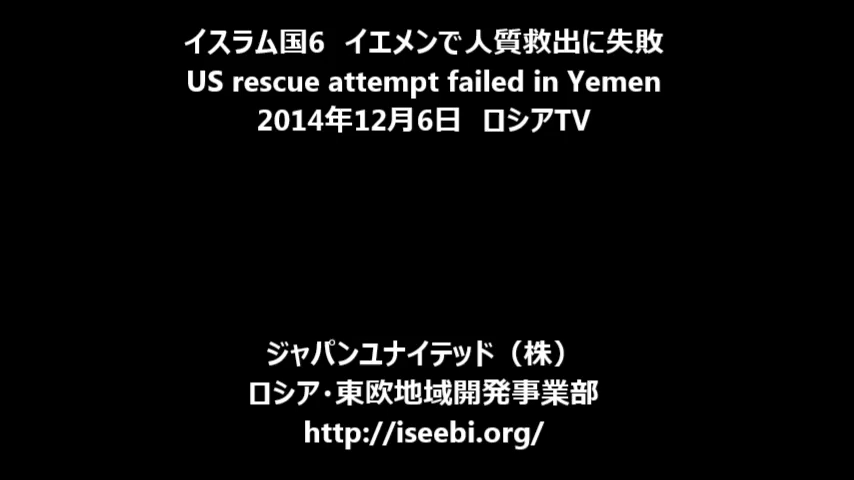 イスラム国6　イエメンで人質救出に失敗
US rescue attempt failed in Yemen
2014年12月6日　ロシアTV
ジャパンユナイテッド（株）
ロシア・東欧地域開発事業部
http://iseebi.org/